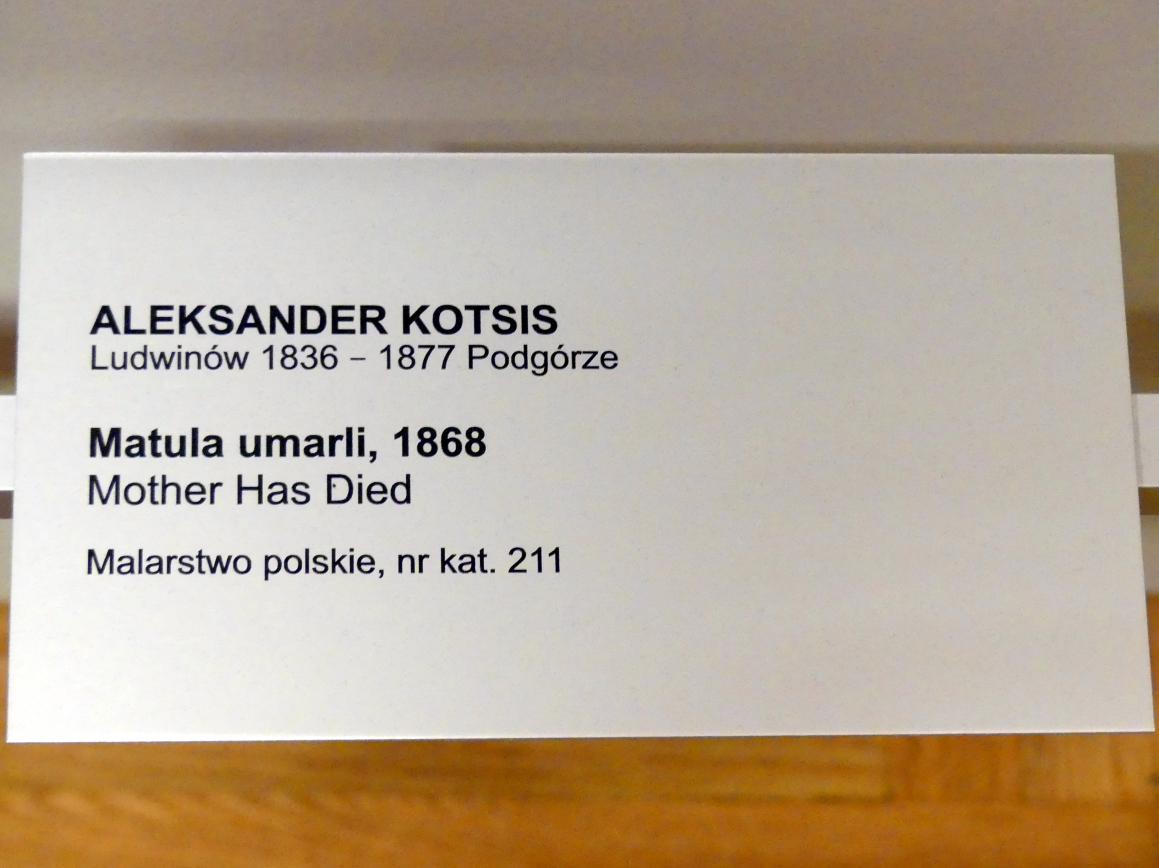 ALEKSANDER KOTSIS
Ludwinów 1836 – 1877 Podgórze
Matula umarli, 1868
Mother Has Died
Malarstwo polskie, nr kat. 211